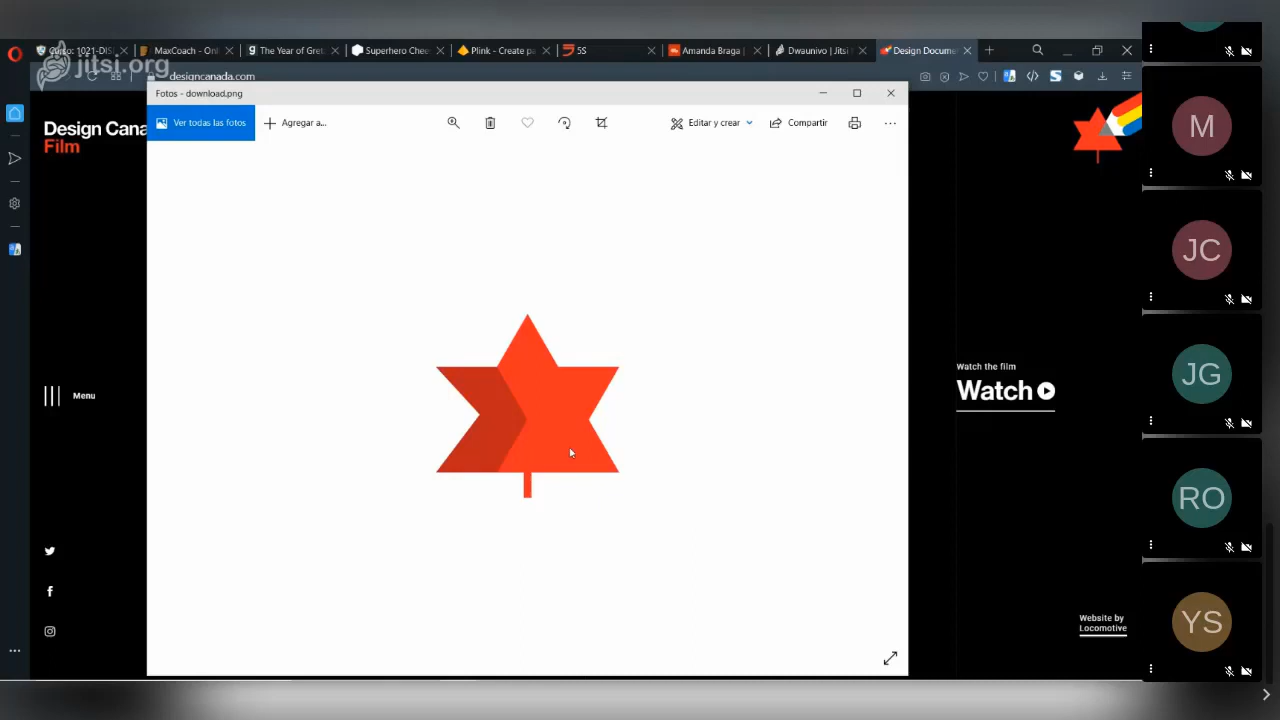 Curso: 1021-DIS
MaxCoach - Onl
The Year of Gret
Superhero Chee
Plink - Create pa
5S
Amanda Braga |
Dwaunivo | Jitsi
Design Docume
jitsi.org
designcanada.com
Fotos - download.png
Ver todas las fotos
Agregar a...
Editar y crear
Compartir
Design Cana
Film
M
JC
JG
RO
YS
Watch the film
Watch
Menu
Website by
Locomotive